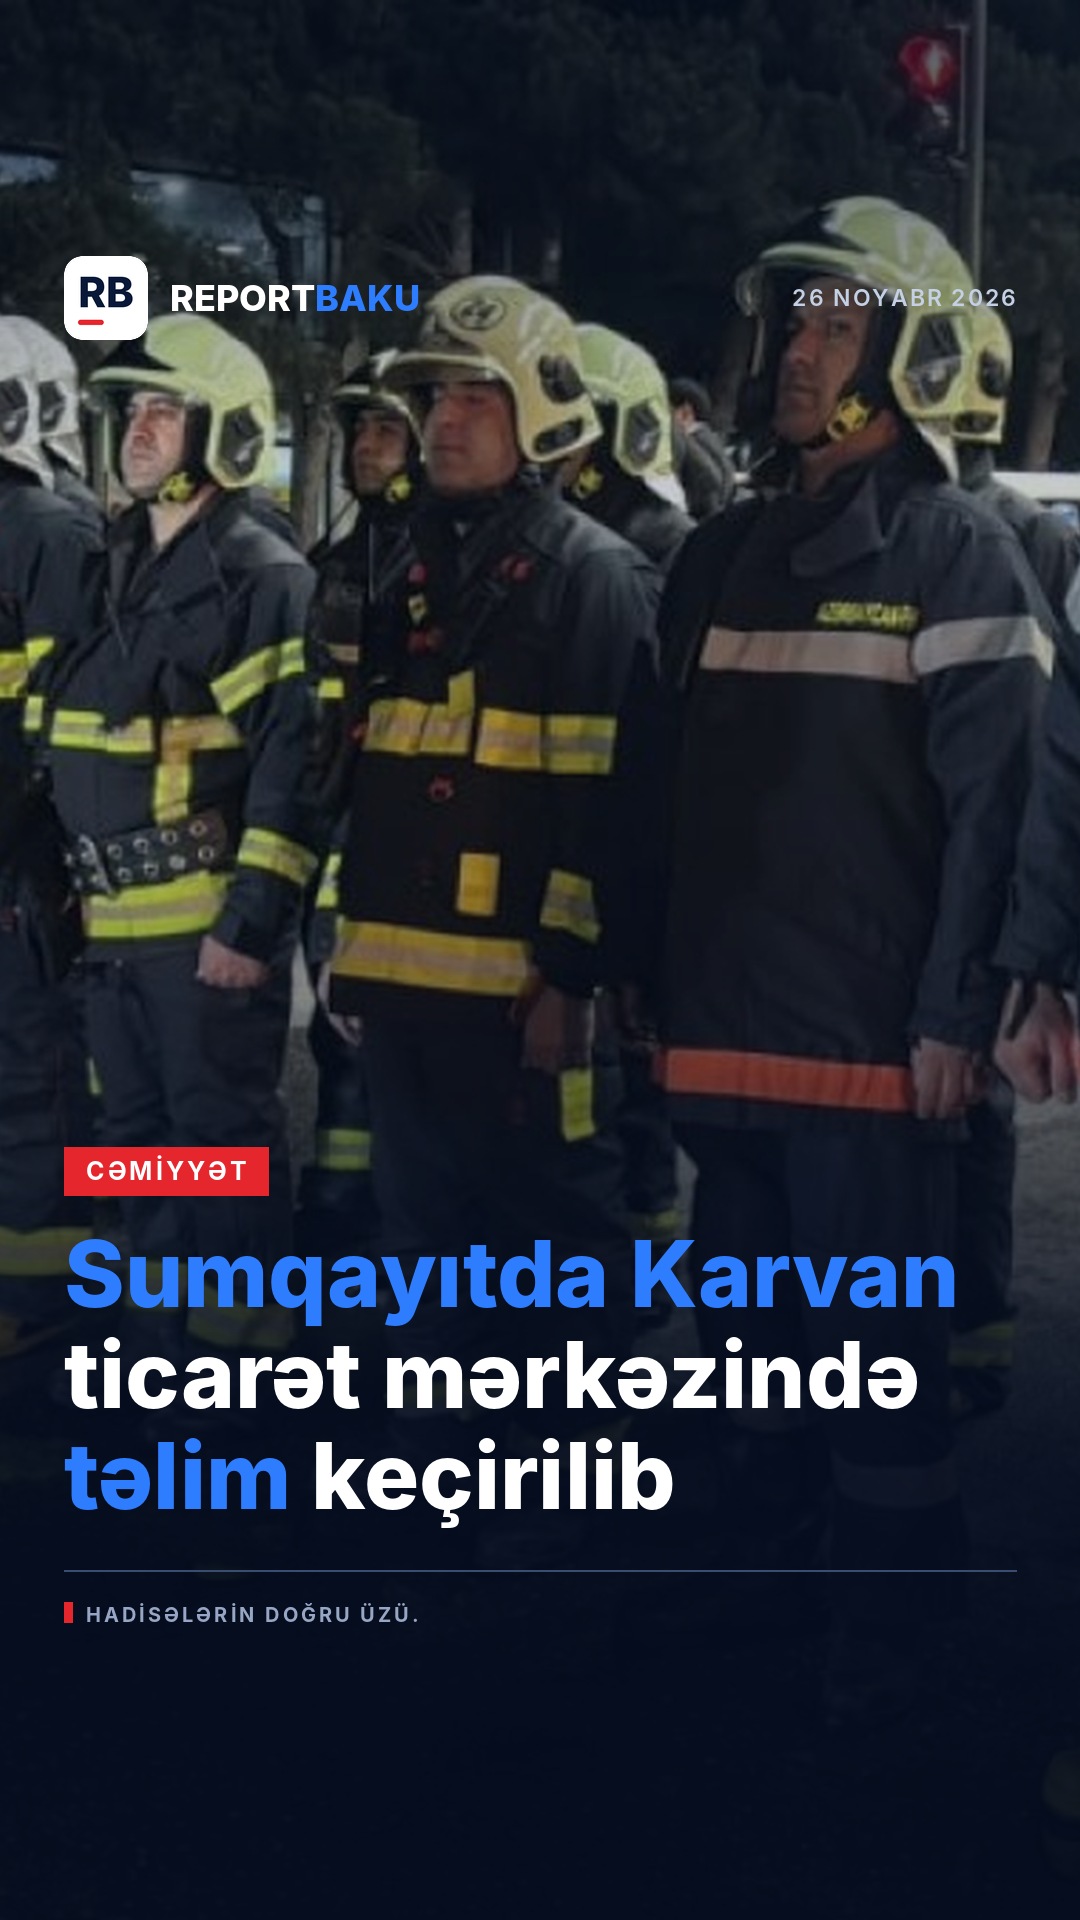 RB
REPORTBAKU
26 NOYABR 2026
CƏMİYYƏT
Sumqayıtda Karvan
ticarət mərkəzində
təlim keçirilib
HADİSƏLƏRİN DOĞRU ÜZÜ.